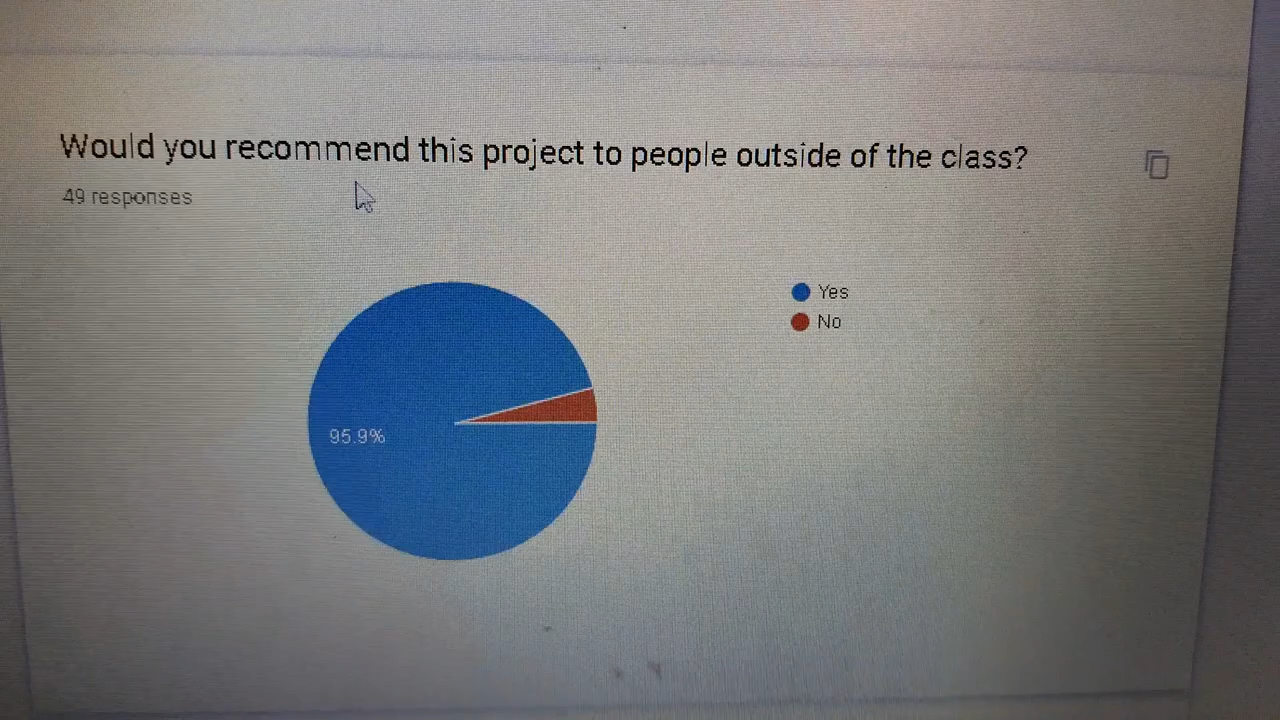 Would you recommend this project to people outside of the class?
49 responses
Yes
No
95.9%